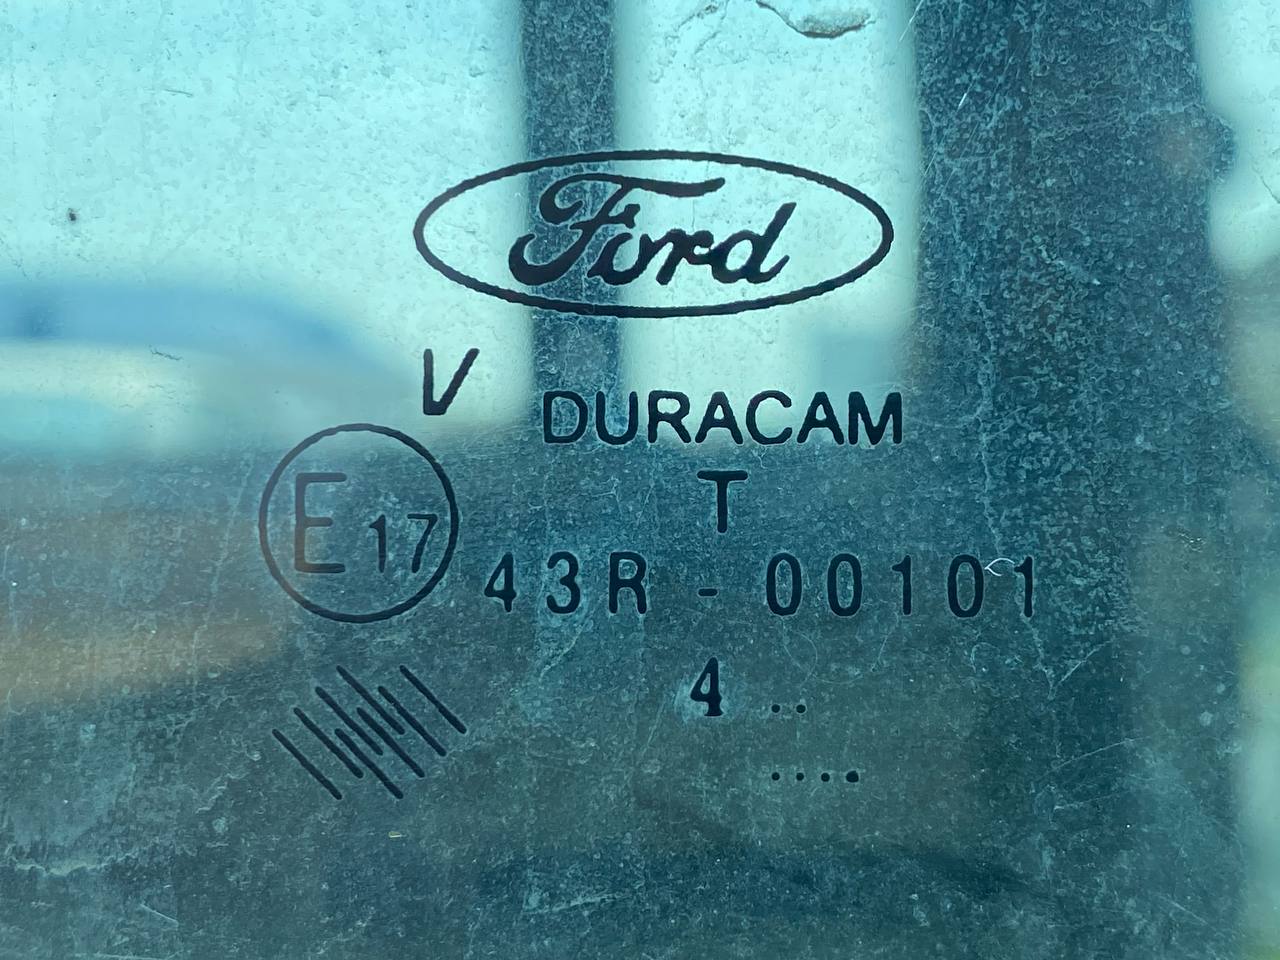 Ford
V
DURACAM
T
E 17
43R - 00101
4 ..
....